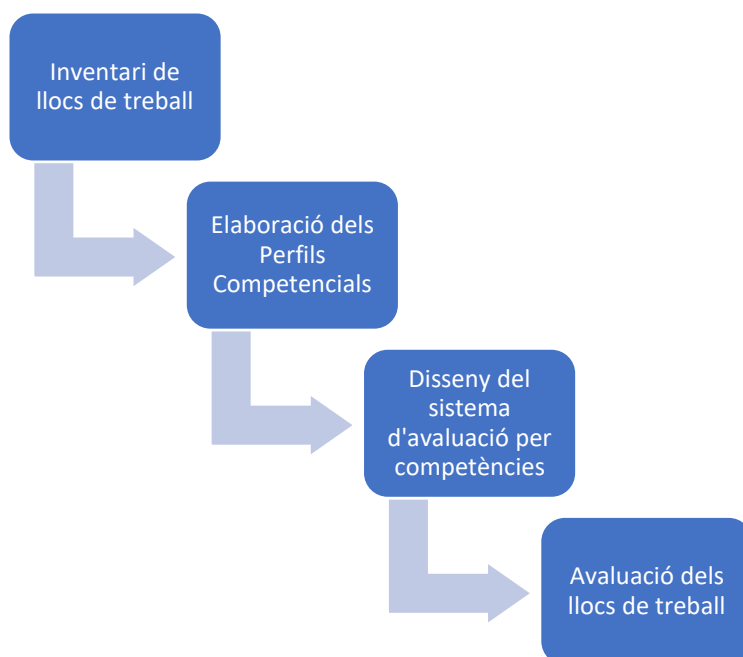 Inventari de
llocs de treball
Elaboració dels
Perfils
Competencials
Disseny del
sistema
d'avaluació per
competències
Avaluació dels
llocs de treball